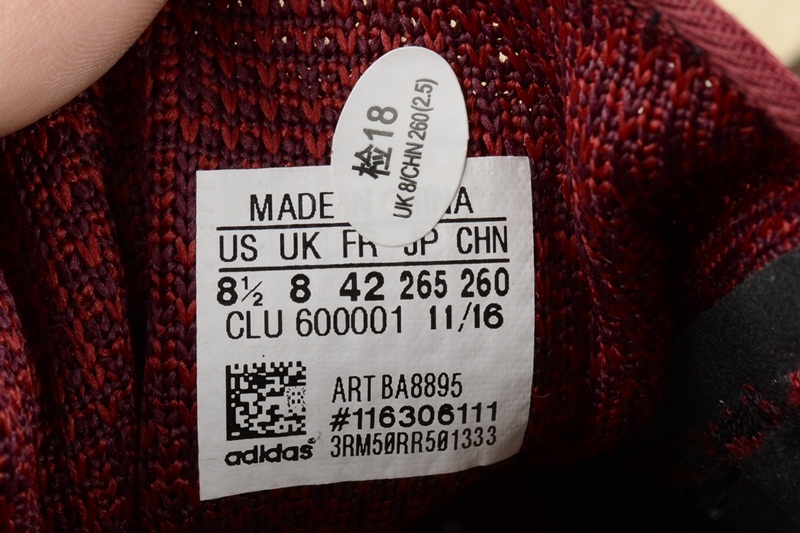 检18
UK 8/CHN 260(2.5)
MADE INA
US UK FR JP CHN
8½ 8 42 265 260
CLU 600001 11/16
ART BA8895
#116306111
3RM50RR501333
adidas®